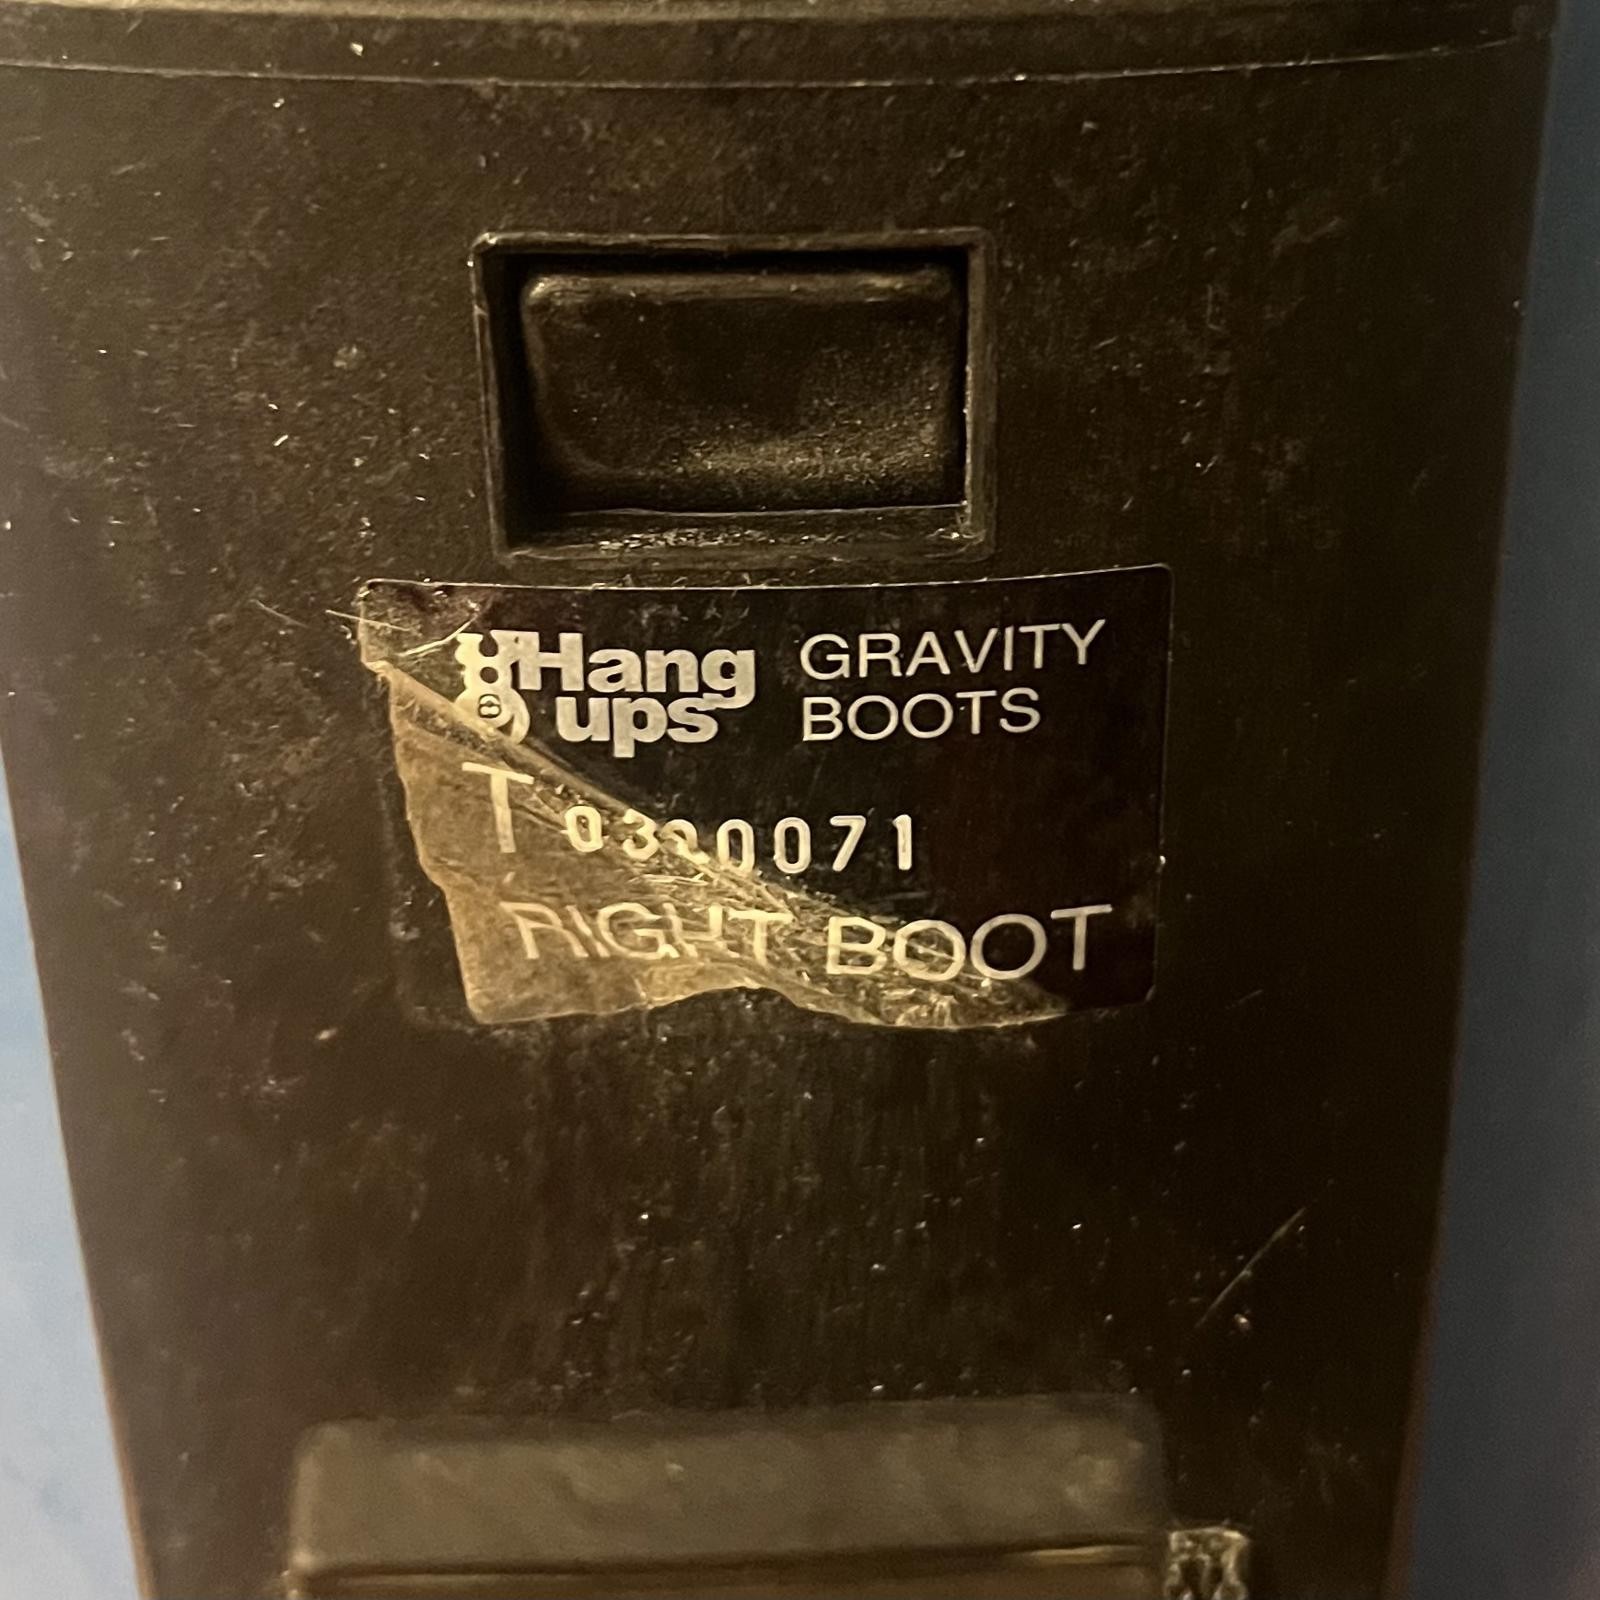 Hang ups
GRAVITY BOOTS
T
RIGHT BOOT